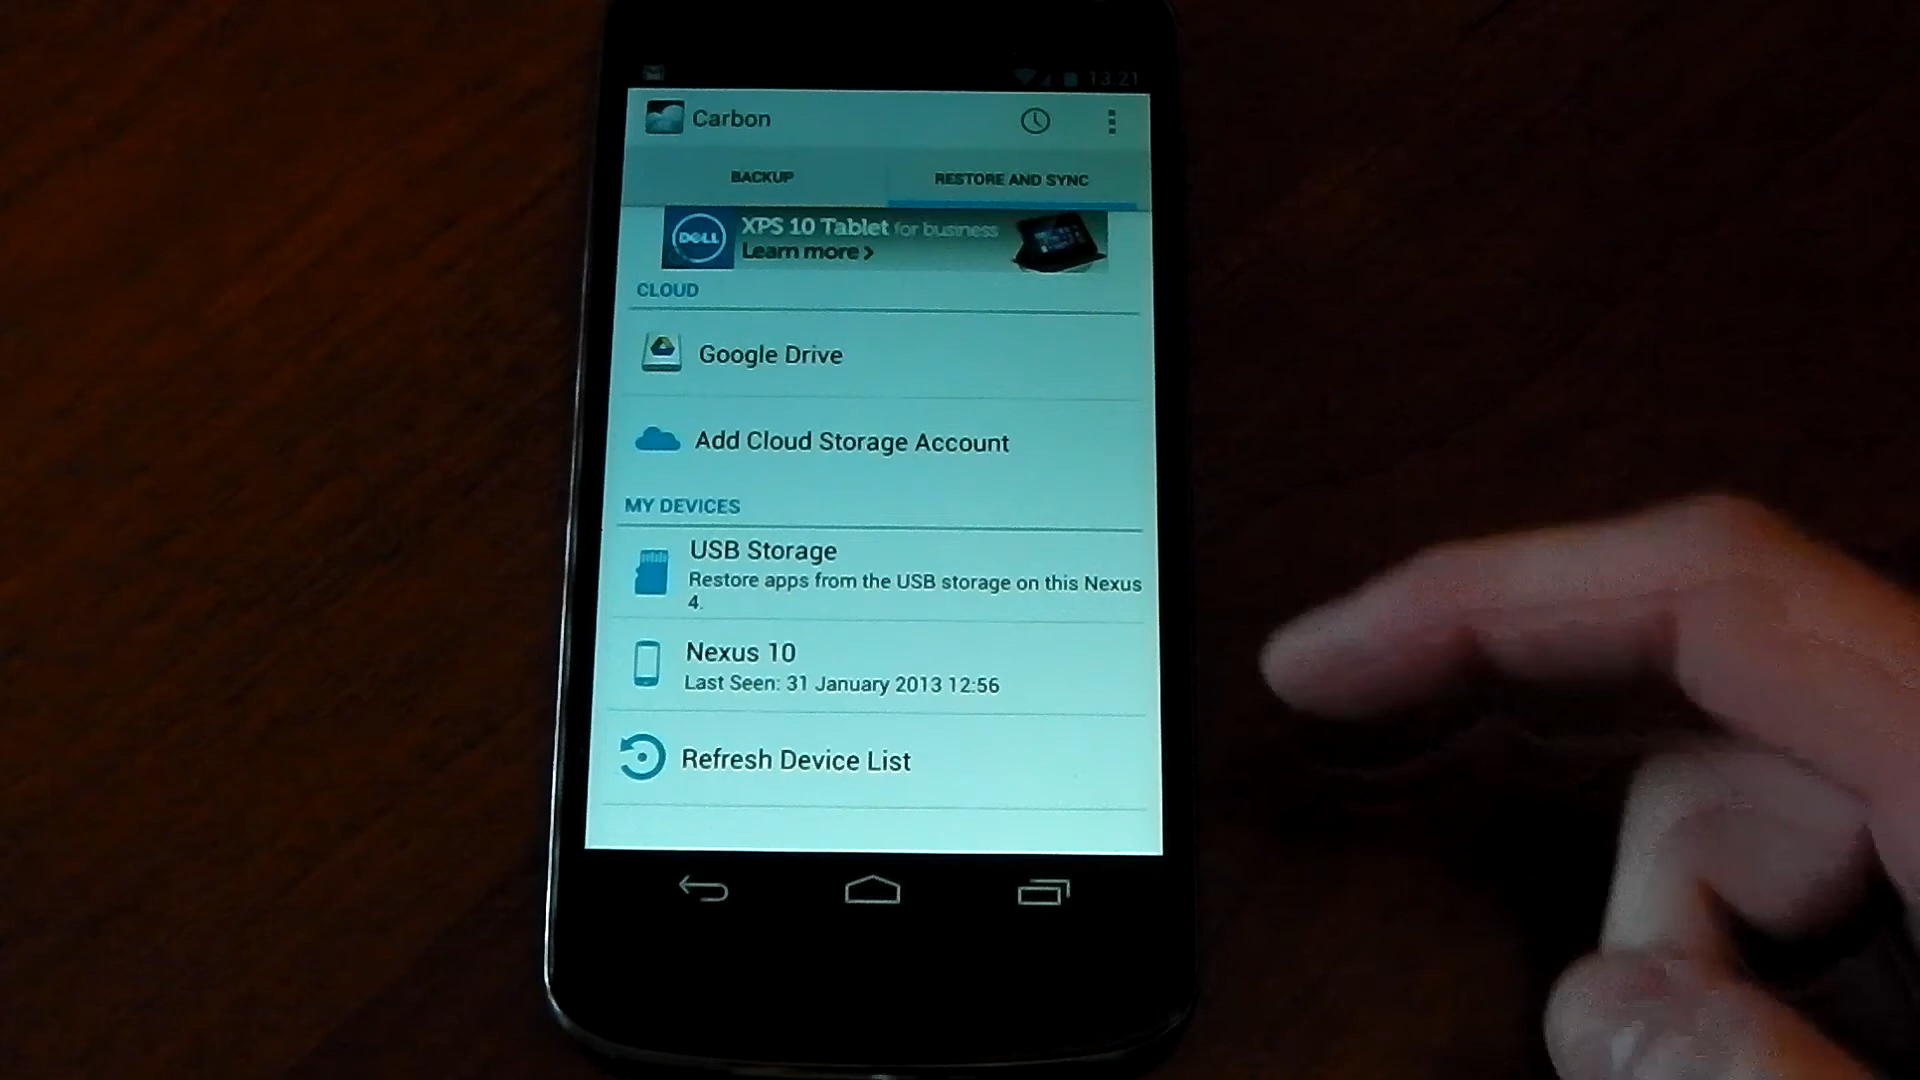 13:21
Carbon
BACKUP
RESTORE AND SYNC
DELL
XPS 10 Tablet for business
Learn more >
CLOUD
Google Drive
Add Cloud Storage Account
MY DEVICES
USB Storage
Restore apps from the USB storage on this Nexus
4.
Nexus 10
Last Seen: 31 January 2013 12:56
Refresh Device List